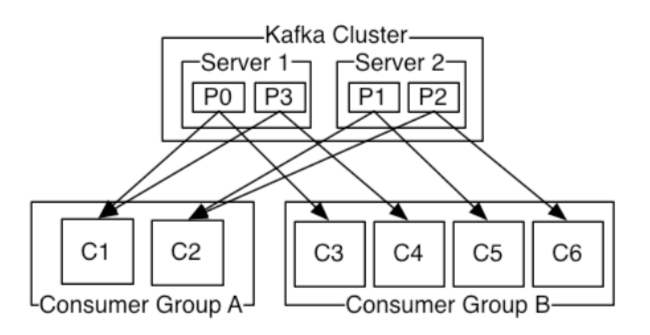 Kafka Cluster
Server 1 Server 2
P0 P3 P1 P2
C1 C2 C3 C4 C5 C6
Consumer Group A Consumer Group B